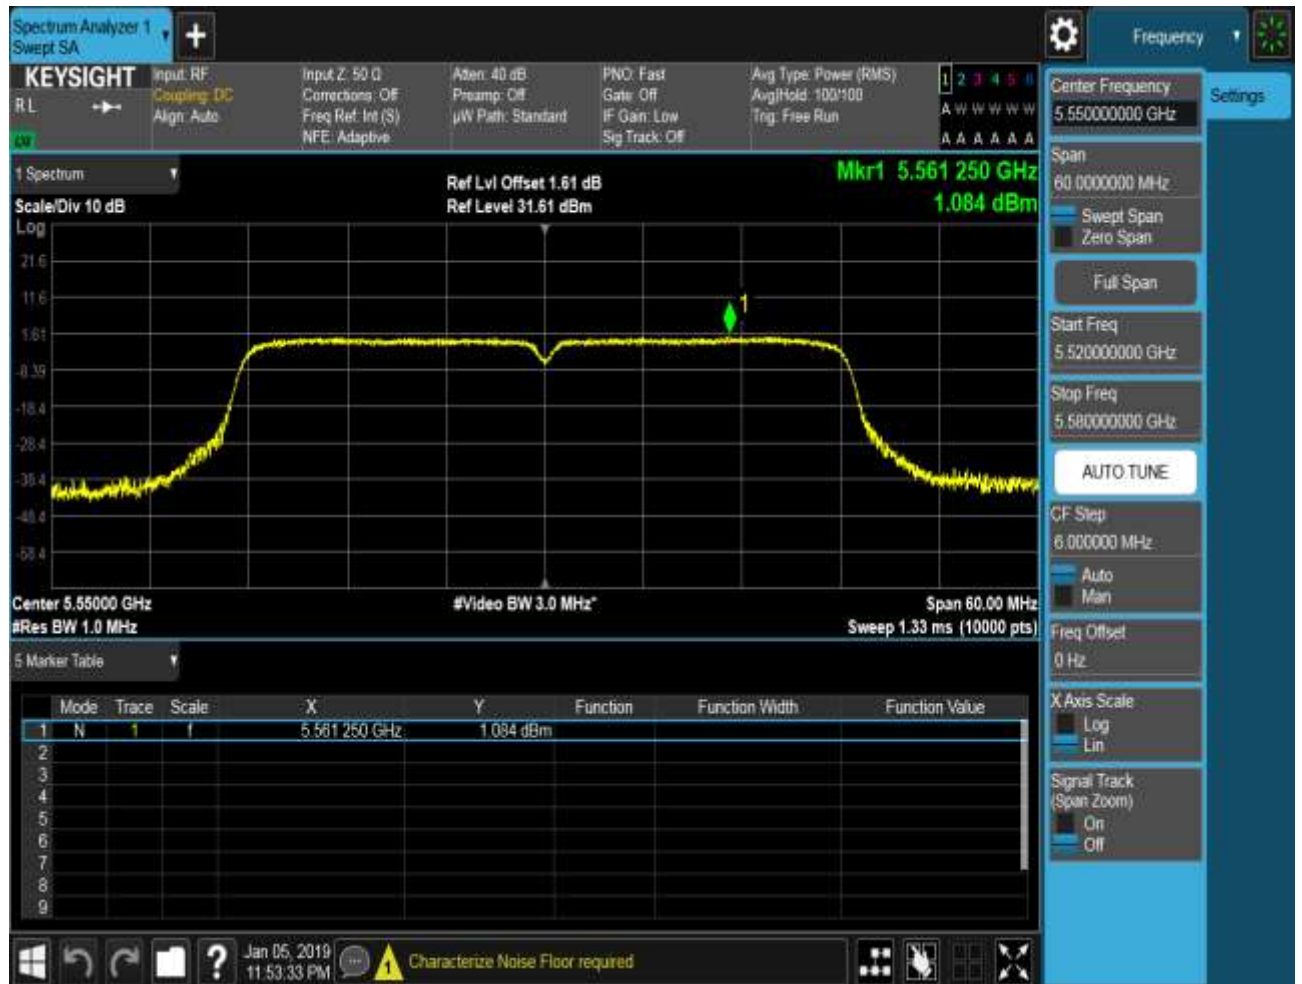 Spectrum Analyzer 1
Swept SA
Frequency
KEYSIGHT
R L
Input: RF
Coupling: DC
Align: Auto
Input Z: 50 Ω
Corrections: Off
Freq Ref: Int (S)
NFE: Adaptive
Atten: 40 dB
Preamp: Off
µW Path: Standard
PNO: Fast
Gate: Off
IF Gain: Low
Sig Track: Off
Avg Type: Power (RMS)
Avg|Hold: 100/100
Trig: Free Run
1 2 3 4 5 6
A W W W W W
A A A A A A
1 Spectrum
Scale/Div 10 dB
Log
Ref Lvl Offset 1.61 dB
Ref Level 31.61 dBm
Mkr1 5.561 250 GHz
1.084 dBm
21.6
11.6
1.61
-8.39
-18.4
-28.4
-38.4
-48.4
-58.4
1
Center 5.55000 GHz
#Res BW 1.0 MHz
#Video BW 3.0 MHz*
Span 60.00 MHz
Sweep 1.33 ms (10000 pts)
5 Marker Table
Mode Trace Scale X Y Function Function Width Function Value
1 N 1 f 5.561 250 GHz 1.084 dBm
2
3
4
5
6
7
8
9
Jan 05, 2019
11:53:33 PM
Characterize Noise Floor required
Center Frequency
5.550000000 GHz
Settings
Span
60.0000000 MHz
Swept Span
Zero Span
Full Span
Start Freq
5.520000000 GHz
Stop Freq
5.580000000 GHz
AUTO TUNE
CF Step
6.000000 MHz
Auto
Man
Freq Offset
0 Hz
X Axis Scale
Log
Lin
Signal Track
(Span Zoom)
On
Off